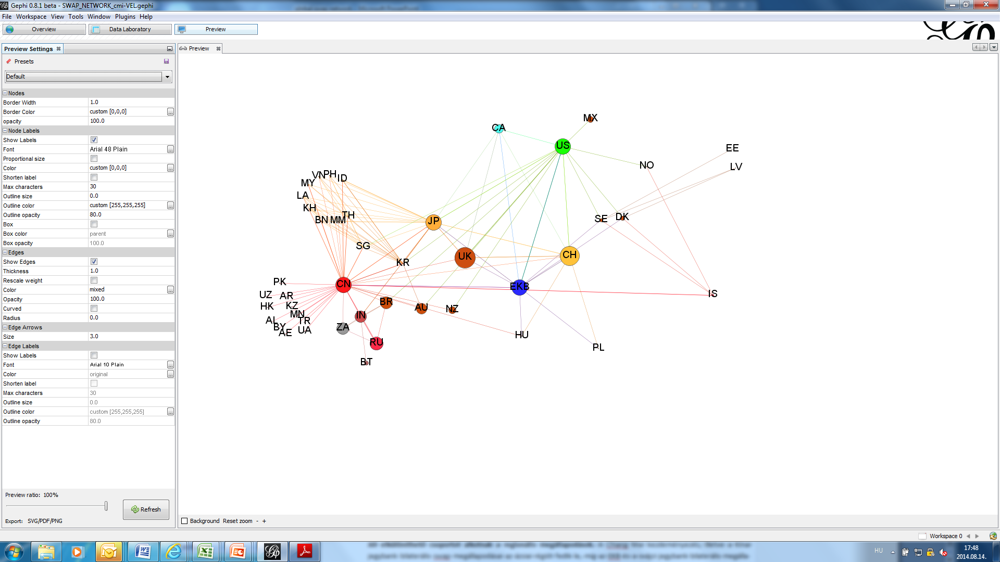 Gephi 0.8.1 beta - SWAP_NETWORK_cmi-VEL.gephi
File Workspace View Tools Window Plugins Help
Overview Data Laboratory Preview
Preview Settings
Presets
Default
Nodes
Border Width 1.0
Border Color custom [0,0,0] ...
opacity 100.0
Node Labels
Show Labels
Font Arial 48 Plain ...
Proportional size
Color custom [0,0,0] ...
Shorten label
Max characters 30
Outline size 0.0
Outline color custom [255,255,255] ...
Outline opacity 80.0
Box
Box color parent ...
Box opacity 100.0
Edges
Show Edges
Thickness 1.0
Rescale weight
Color mixed ...
Opacity 100.0
Curved
Radius 0.0
Edge Arrows
Size 3.0
Edge Labels
Show Labels
Font Arial 10 Plain ...
Color original ...
Shorten label
Max characters 30
Outline size 0.0
Outline color custom [255,255,255] ...
Outline opacity 80.0
Preview ratio: 100%
Refresh
Export: SVG/PDF/PNG
Preview
MX
CA
US
EE
NO
LV
VN PH ID
MY
LA
KH
TH
BN MM
JP
SE DK
SG
KR
UK
CH
PK
CN
EKB
UZ AR
IS
HK KZ
BR
AU NZ
MN
IN
AL TR
BY UA
AE
ZA
HU
RU
PL
BT
Background Reset zoom - +
Workspace 0
HU
17:48
2014.08.14.